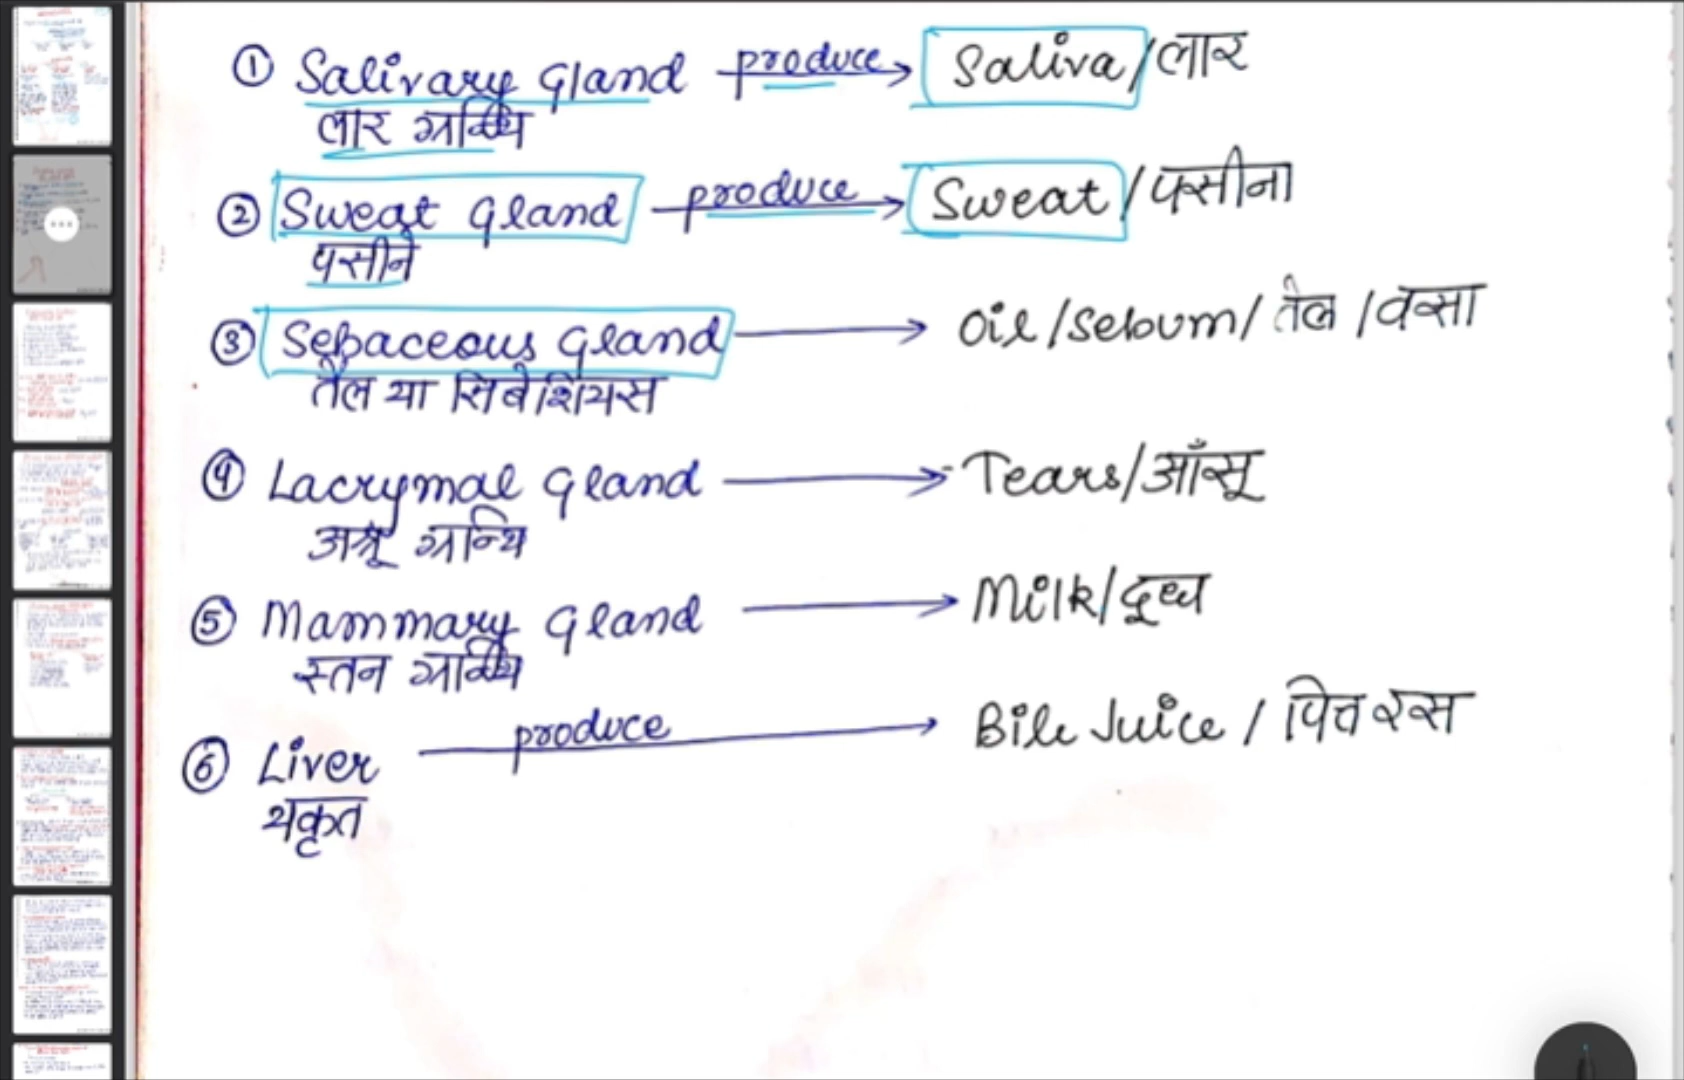 ① Salivary Gland produce → Saliva/लार
लार ग्रन्थि
② Sweat Gland produce → Sweat/पसीना
पसीने
③ Sebaceous Gland → Oil/Sebum/तेल/वसा
तेल या सिबेशियस
④ Lacrymal Gland → Tears/आँसू
अश्रू ग्रन्थि
⑤ Mammary Gland → Milk/दूध
स्तन ग्रन्थि
⑥ Liver produce → Bile Juice / पित्त रस
यकृत